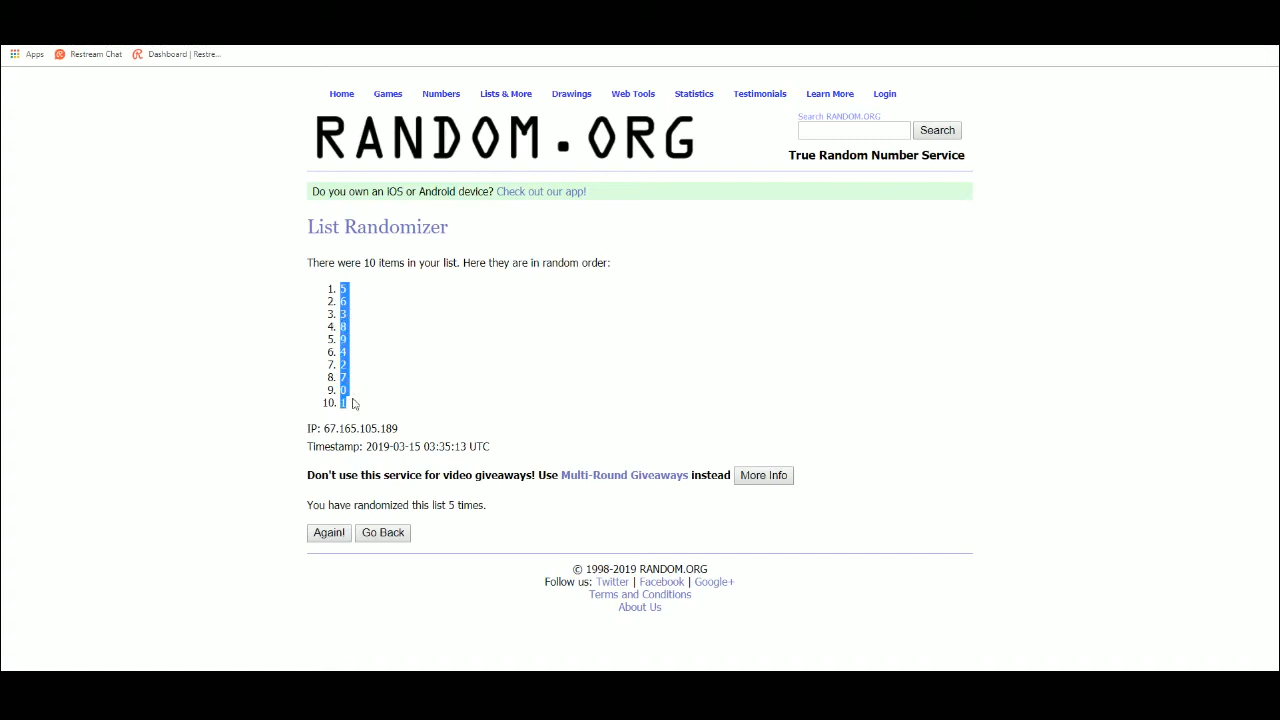 Apps Restream Chat Dashboard | Restre...
Home Games Numbers Lists & More Drawings Web Tools Statistics Testimonials Learn More Login
RANDOM.ORG
Search RANDOM.ORG
Search
True Random Number Service
Do you own an iOS or Android device? Check out our app!
List Randomizer
There were 10 items in your list. Here they are in random order:
1. 5
2. 6
3. 3
4. 8
5. 9
6. 4
7. 2
8. 7
9. 0
10. 1
IP: 67.165.105.189
Timestamp: 2019-03-15 03:35:13 UTC
Don't use this service for video giveaways! Use Multi-Round Giveaways instead More Info
You have randomized this list 5 times.
Again! Go Back
© 1998-2019 RANDOM.ORG
Follow us: Twitter | Facebook | Google+
Terms and Conditions
About Us